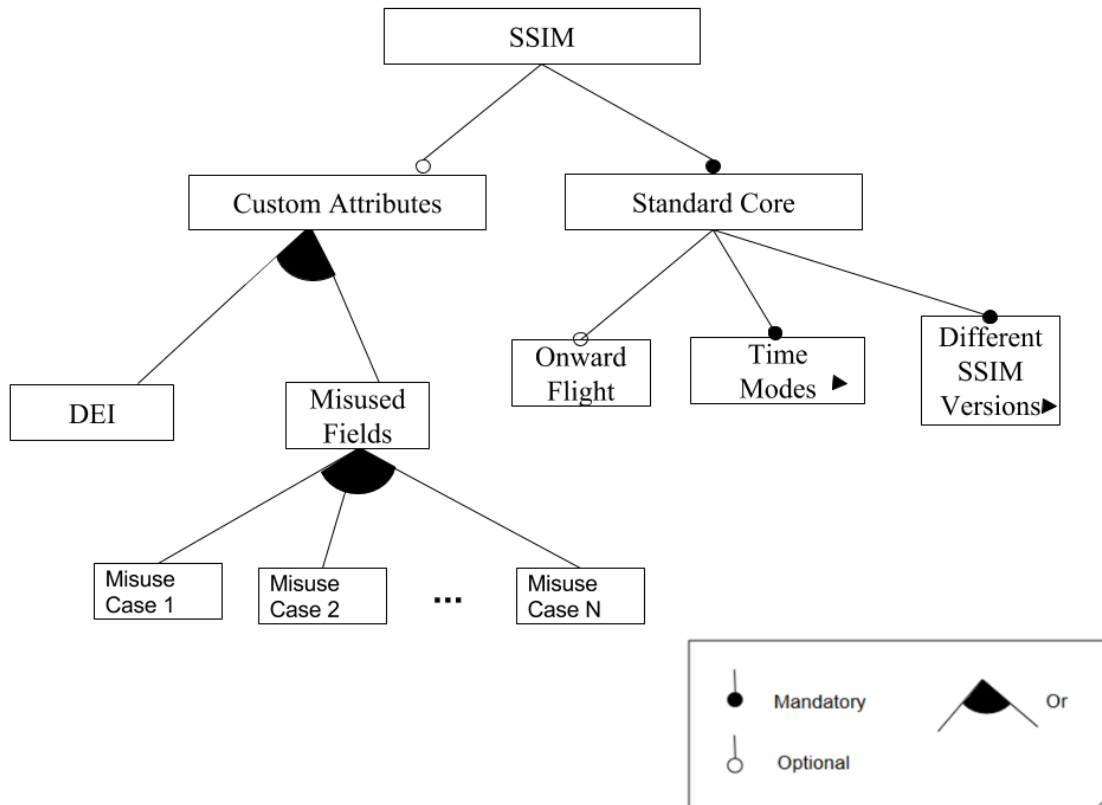 SSIM
Custom Attributes
Standard Core
Onward
Flight
Time
Modes
Different
SSIM
Versions
DEI
Misused
Fields
Misuse
Case 1
Misuse
Case 2
...
Misuse
Case N
Mandatory
Or
Optional